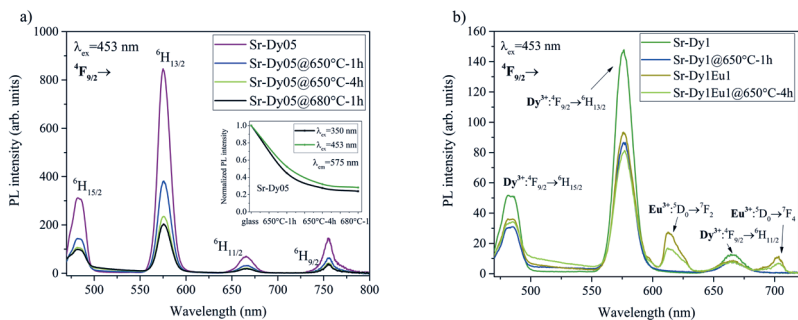 a)
λex=453 nm
⁴F9/2→
⁶H13/2
⁶H15/2
⁶H11/2
⁶H9/2
Sr-Dy05
Sr-Dy05@650°C-1h
Sr-Dy05@650°C-4h
Sr-Dy05@680°C-1h
PL intensity (arb. units)
1000
800
600
400
200
0
500
550
600
650
700
750
800
Wavelength (nm)
Normalized PL intensity
1.0
0.8
0.6
0.4
0.2
0.0
λex=350 nm
λex=453 nm
λem=575 nm
Sr-Dy05
glass 650°C-1h 650°C-4h 680°C-1
b)
λex=453 nm
⁴F9/2→
Sr-Dy1
Sr-Dy1@650°C-1h
Sr-Dy1Eu1
Sr-Dy1Eu1@650°C-4h
Dy³⁺:⁴F9/2→⁶H13/2
Dy³⁺:⁴F9/2→⁶H15/2
Eu³⁺:⁵D0→⁷F2
Eu³⁺:⁵D0→⁷F4
Dy³⁺:⁴F9/2→⁶H11/2
PL intensity (arb. units)
160
140
120
100
80
60
40
20
0
500
550
600
650
700
Wavelength (nm)